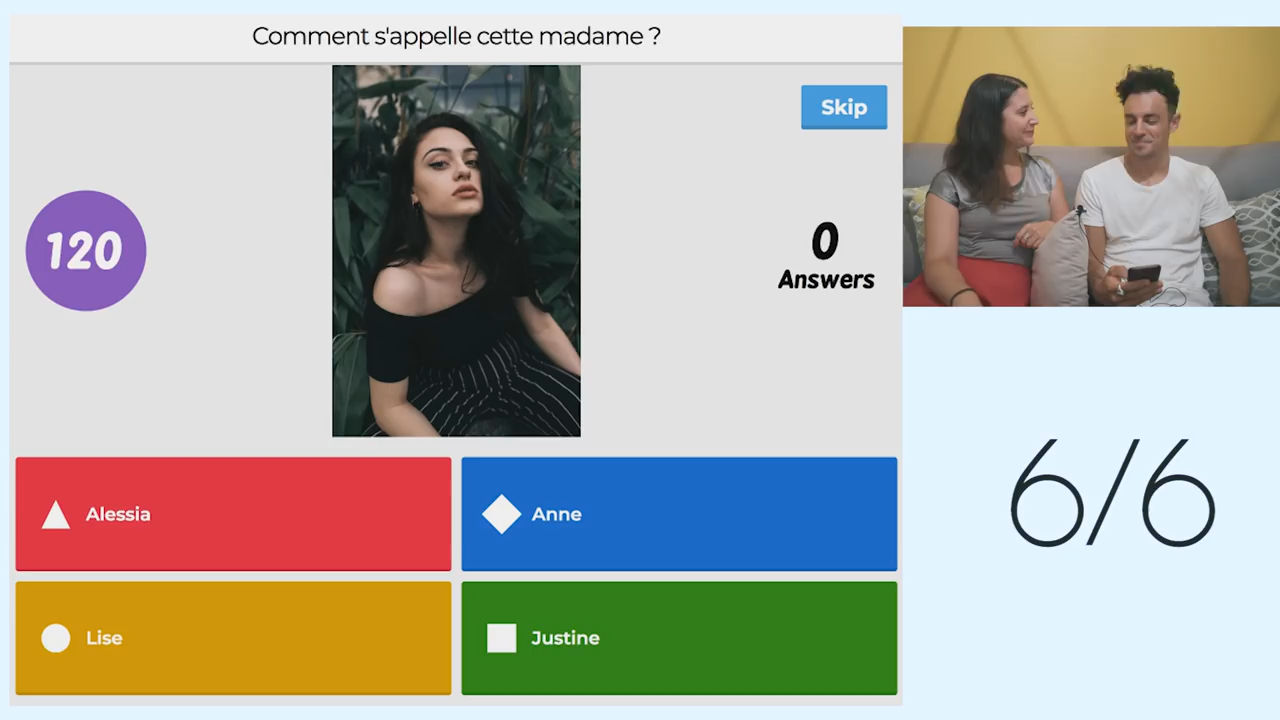 Comment s'appelle cette madame ?
Skip
120
0
Answers
Alessia
Anne
Lise
Justine
6/6